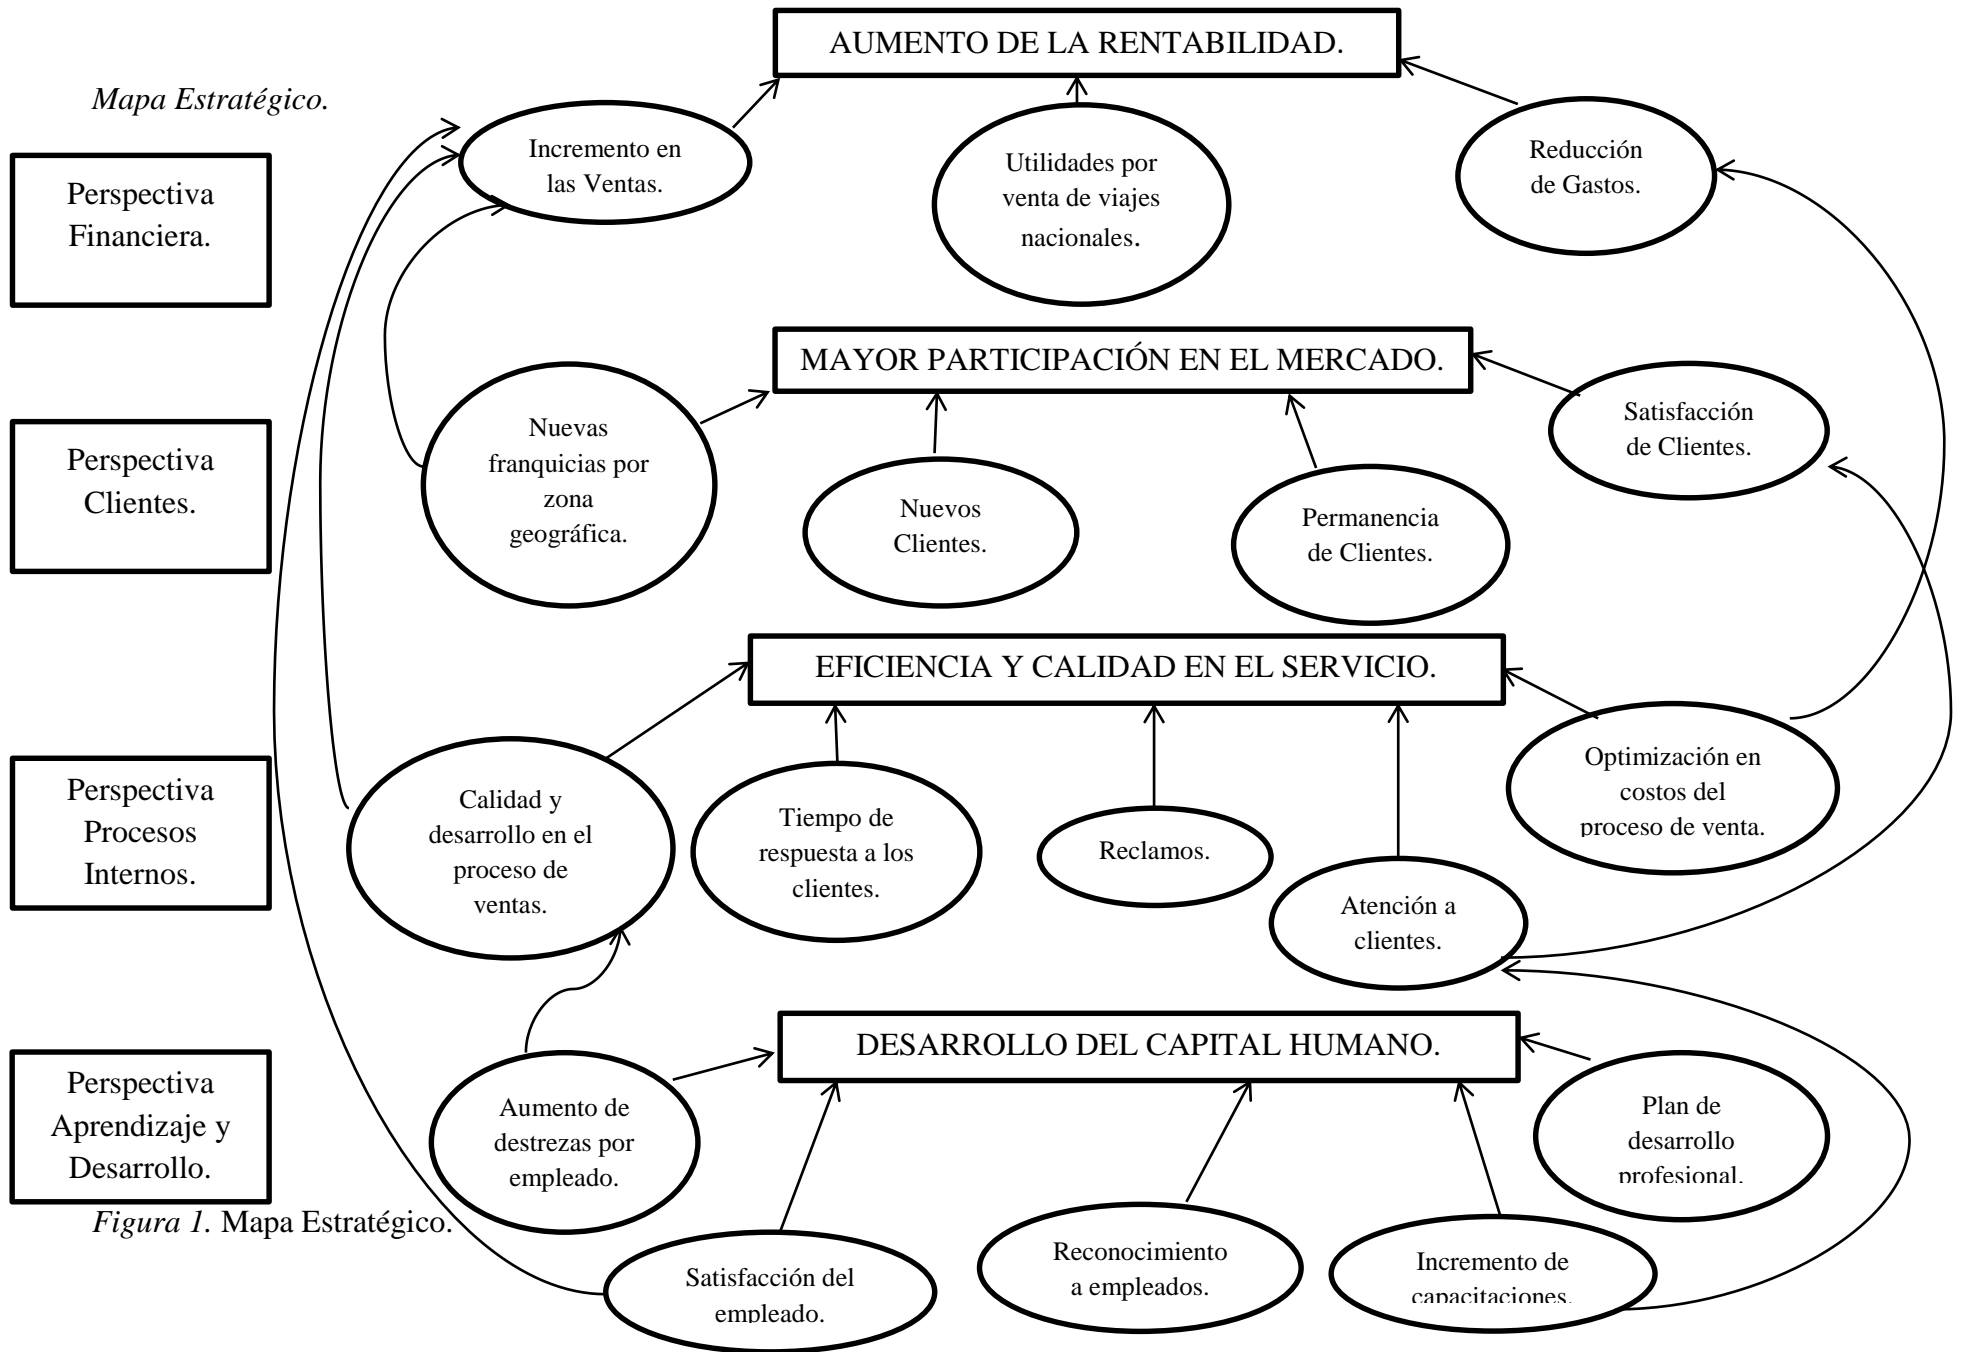 AUMENTO DE LA RENTABILIDAD.
Mapa Estratégico.
Perspectiva
Financiera.
Incremento en
las Ventas.
Utilidades por
venta de viajes
nacionales.
Reducción
de Gastos.
MAYOR PARTICIPACIÓN EN EL MERCADO.
Perspectiva
Clientes.
Nuevas
franquicias por
zona
geográfica.
Nuevos
Clientes.
Permanencia
de Clientes.
Satisfacción
de Clientes.
EFICIENCIA Y CALIDAD EN EL SERVICIO.
Perspectiva
Procesos
Internos.
Calidad y
desarrollo en el
proceso de
ventas.
Tiempo de
respuesta a los
clientes.
Reclamos.
Atención a
clientes.
Optimización en
costos del
proceso de venta.
DESARROLLO DEL CAPITAL HUMANO.
Perspectiva
Aprendizaje y
Desarrollo.
Aumento de
destrezas por
empleado.
Plan de
desarrollo
profesional.
Figura 1. Mapa Estratégico.
Satisfacción del
empleado.
Reconocimiento
a empleados.
Incremento de
capacitaciones.